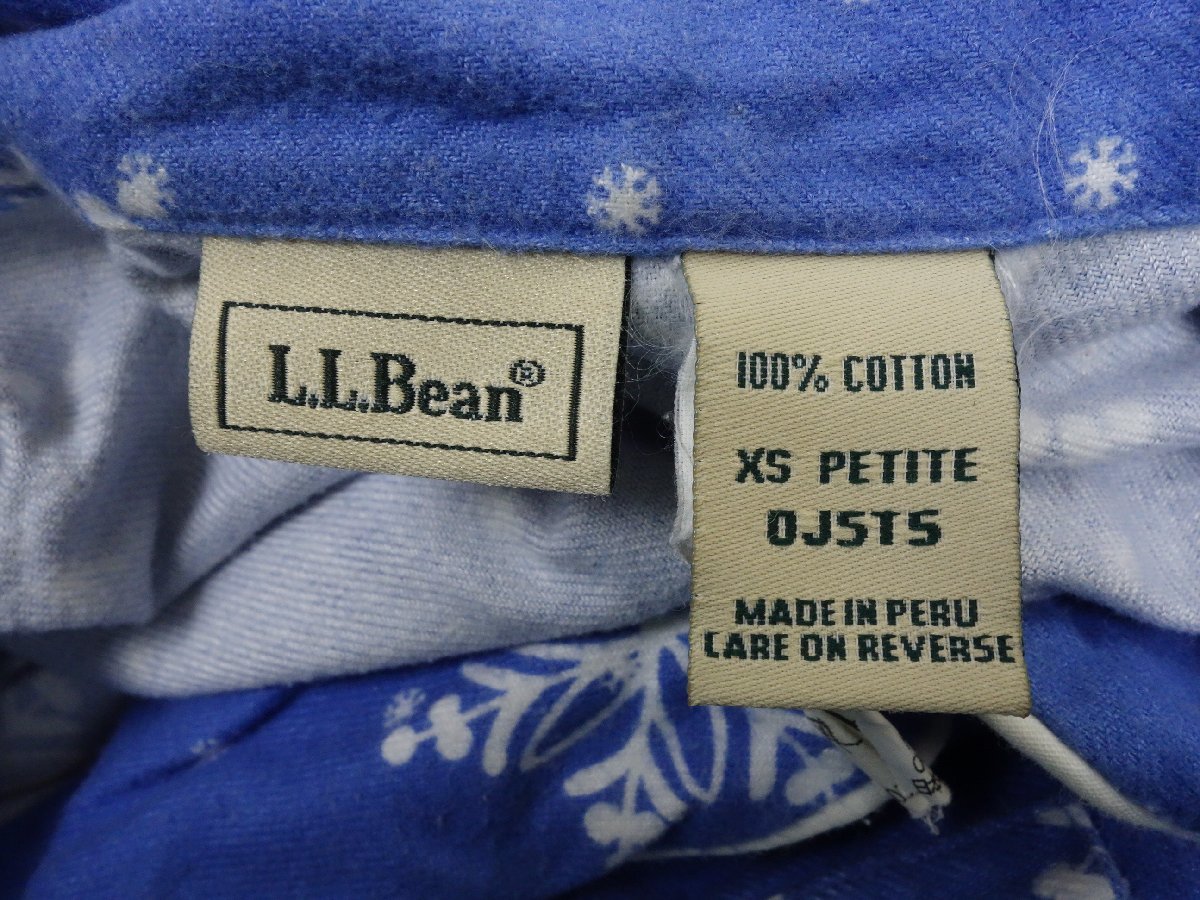 L.L.Bean®
100% COTTON
XS PETITE
0J5T5
MADE IN PERU
CARE ON REVERSE